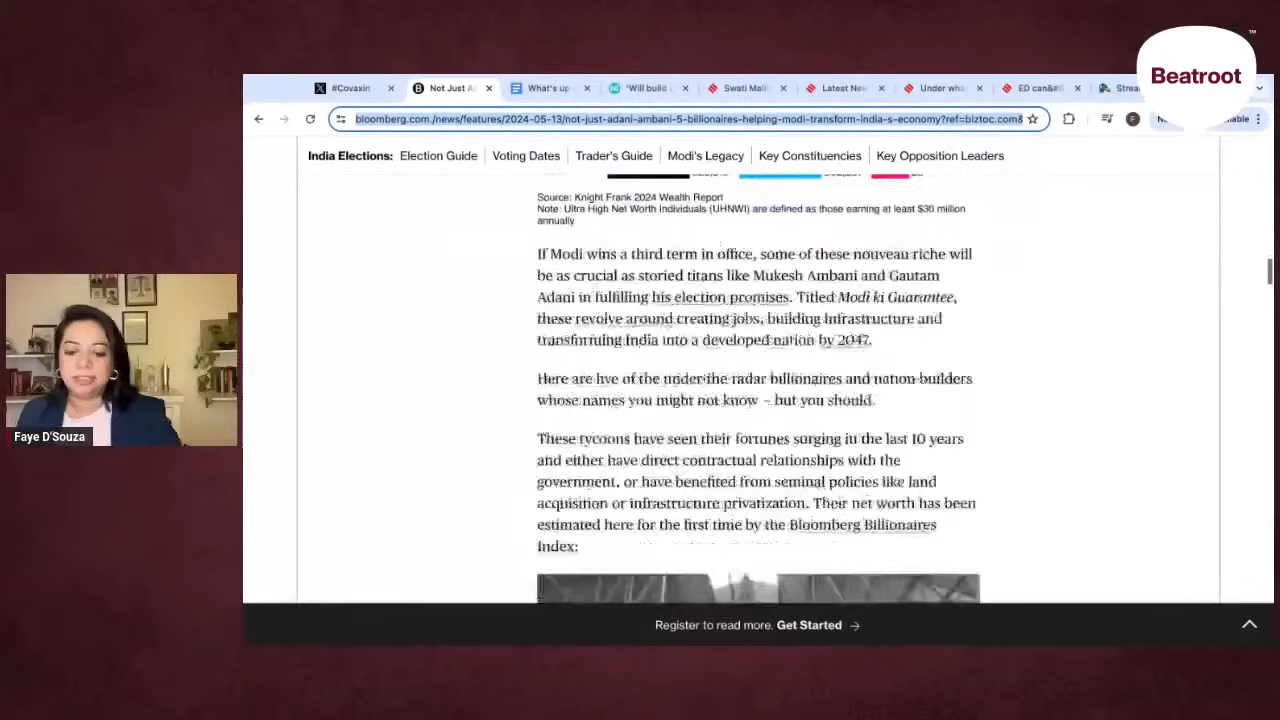 Beatroot
™
#Covaxin
Not Just A
What's up
'Will build
Swati Mali
Latest New
Under wha
ED can&#
Strea
bloomberg.com./news/features/2024-05-13/not-just-adani-ambani-5-billionaires-helping-modi-transform-india-s-economy?ref=biztoc.com&
F
India Elections: Election Guide Voting Dates Trader's Guide Modi's Legacy Key Constituencies Key Opposition Leaders
Source: Knight Frank 2024 Wealth Report
Note: Ultra High Net Worth Individuals (UHNWI) are defined as those earning at least $30 million
annually
If Modi wins a third term in office, some of these nouveau riche will
be as crucial as storied titans like Mukesh Ambani and Gautam
Adani in fulfilling his election promises. Titled Modi ki Guarantee,
these revolve around creating jobs, building infrastructure and
transforming India into a developed nation by 2047.
Here are five of the under-the radar billionaires and nation-builders
whose names you might not know – but you should.
These tycoons have seen their fortunes surging in the last 10 years
and either have direct contractual relationships with the
government, or have benefited from seminal policies like land
acquisition or infrastructure privatization. Their net worth has been
estimated here for the first time by the Bloomberg Billionaires
Index:
Faye D'Souza
Register to read more. Get Started →